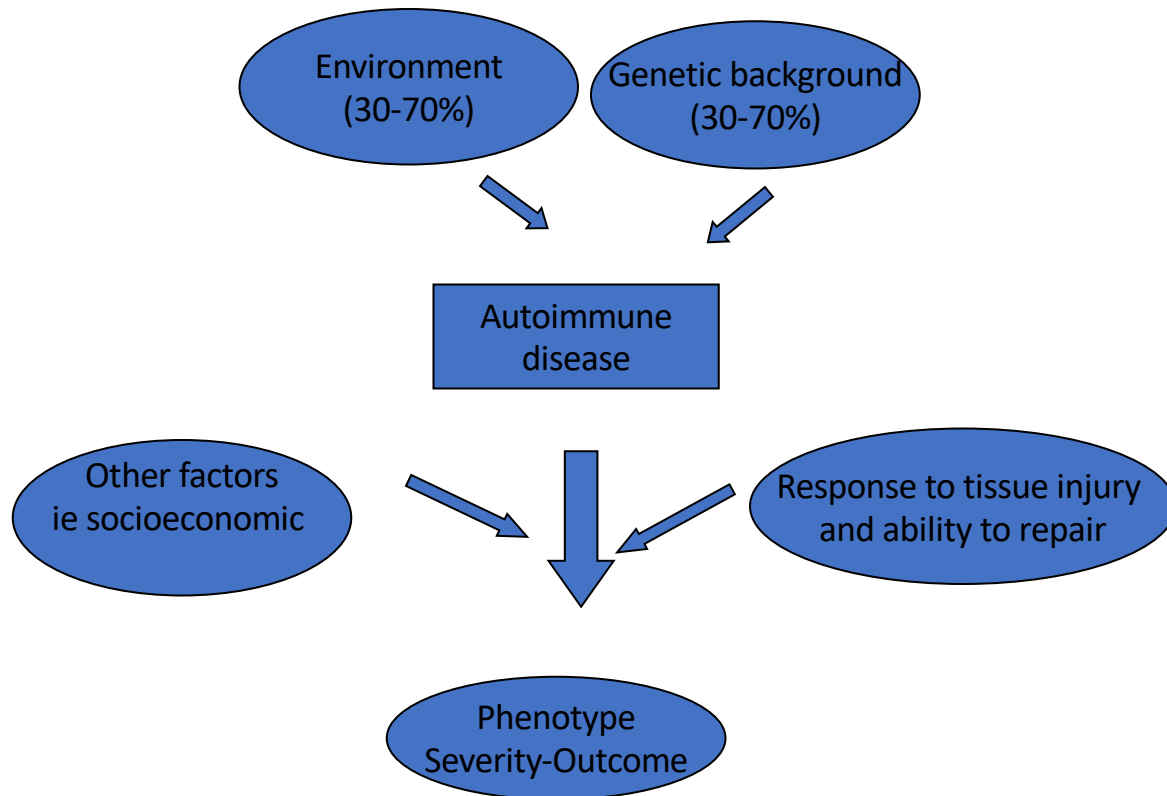 Environment
(30-70%)
Genetic background
(30-70%)
Autoimmune
disease
Other factors
ie socioeconomic
Response to tissue injury
and ability to repair
Phenotype
Severity-Outcome